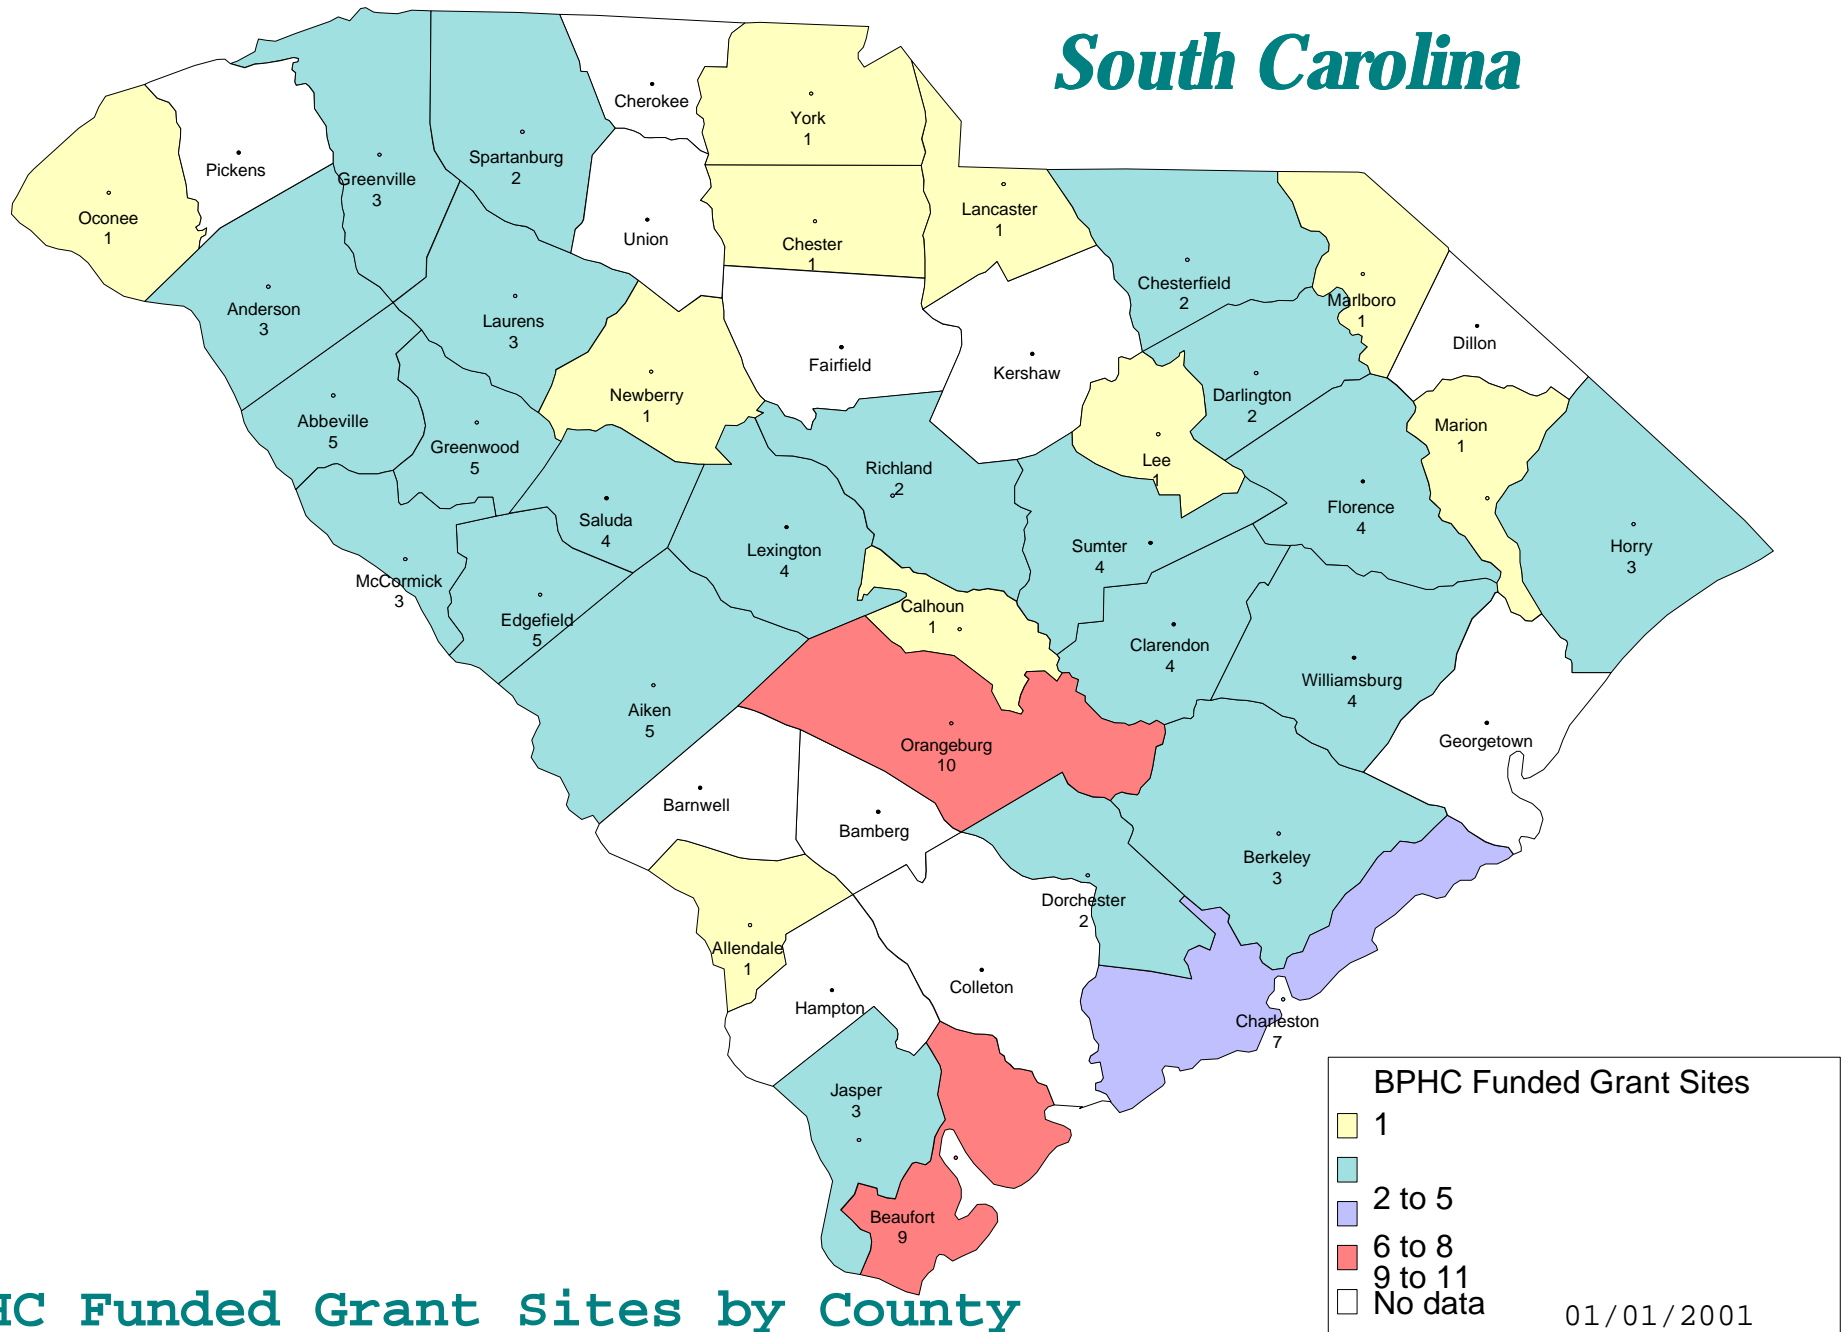 South Carolina
Cherokee
York
1
Spartanburg
2
Pickens
Greenville
3
Oconee
1
Union
Lancaster
1
Chester
1
Chesterfield
2
Marlboro
1
Anderson
3
Laurens
3
Dillon
Fairfield
Kershaw
Newberry
1
Darlington
2
Abbeville
5
Greenwood
5
Marion
1
Richland
2
Lee
1
Saluda
4
Lexington
4
Florence
4
Sumter
4
Horry
3
McCormick
3
Edgefield
5
Calhoun
1
Clarendon
4
Williamsburg
4
Aiken
5
Orangeburg
10
Georgetown
Barnwell
Bamberg
Berkeley
3
Dorchester
2
Allendale
1
Colleton
Hampton
Charleston
7
Jasper
3
Beaufort
9
BPHC Funded Grant Sites
1
2 to 5
6 to 8
9 to 11
No data
01/01/2001
HC Funded Grant Sites by County